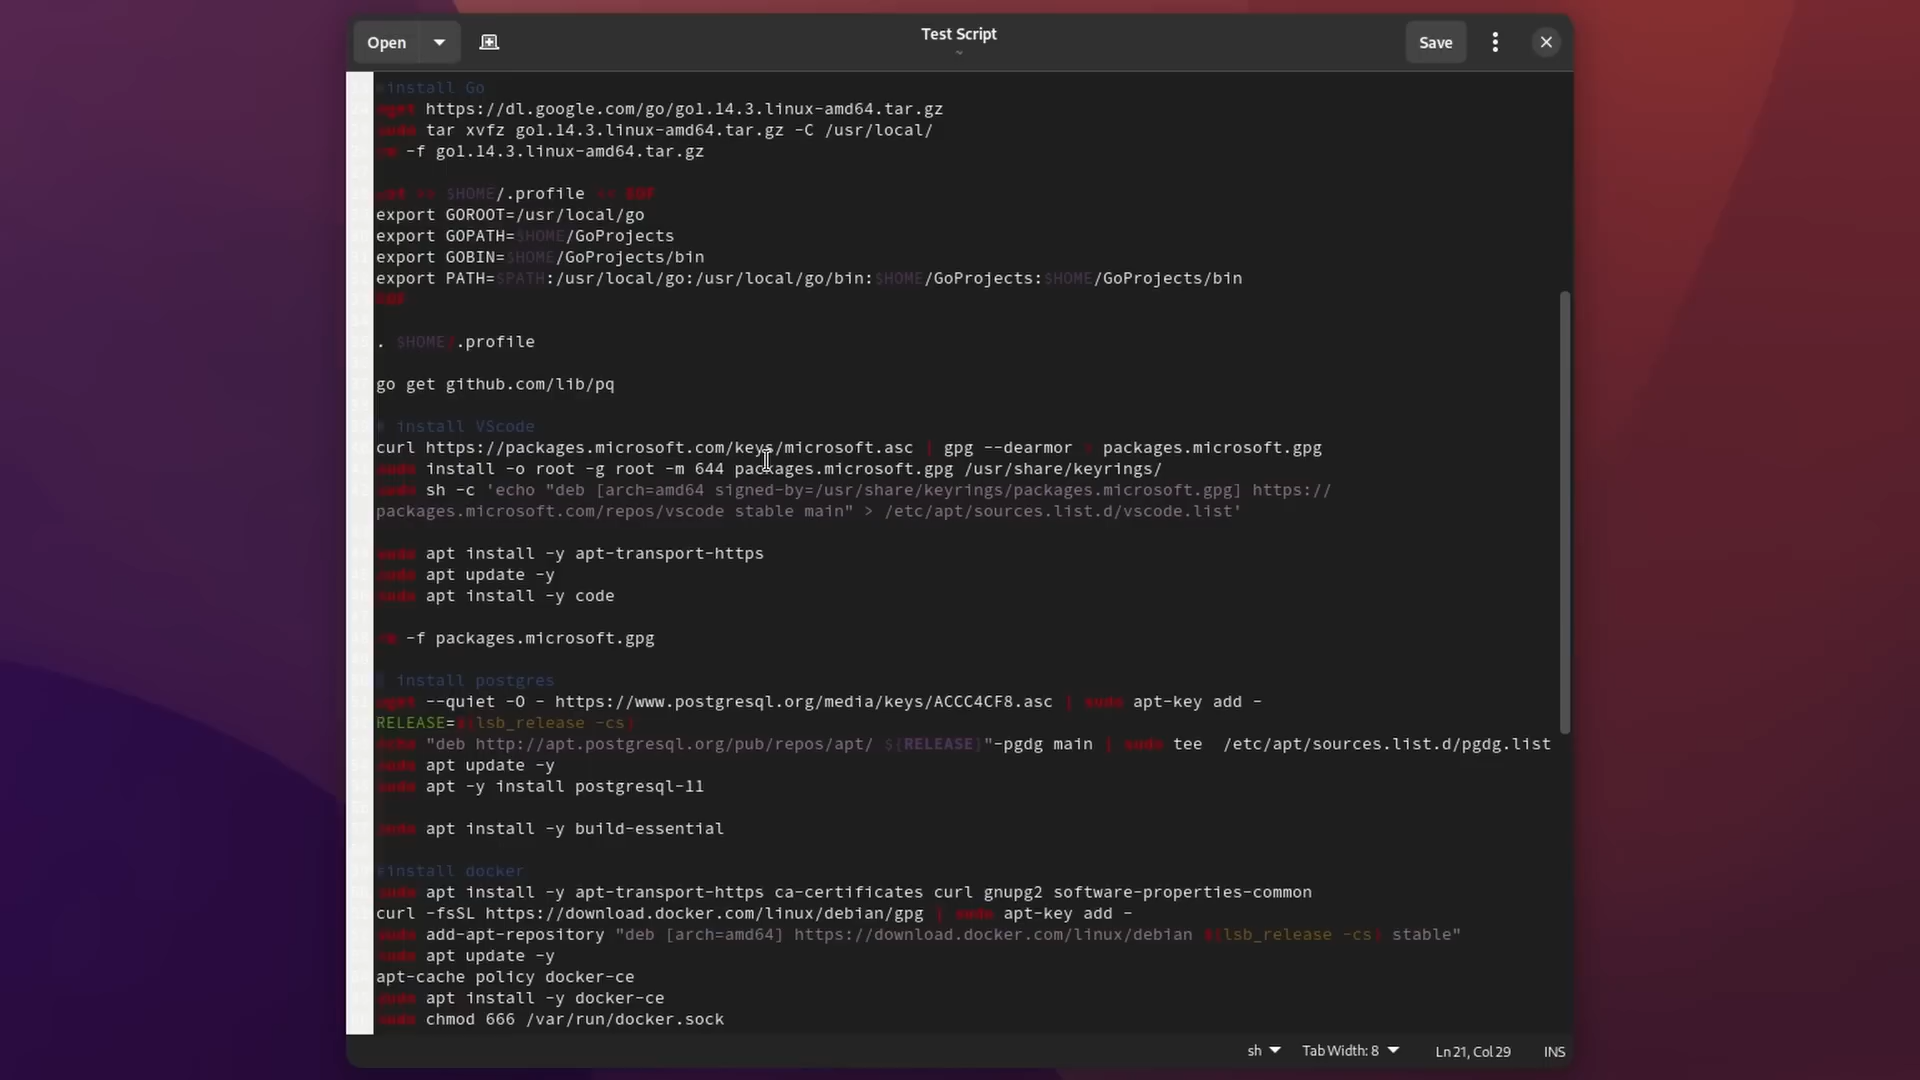 Open
Test Script
Save
#install Go
wget https://dl.google.com/go/go1.14.3.linux-amd64.tar.gz
sudo tar xvfz go1.14.3.linux-amd64.tar.gz -C /usr/local/
rm -f go1.14.3.linux-amd64.tar.gz
cat >> $HOME/.profile << EOF
export GOROOT=/usr/local/go
export GOPATH=$HOME/GoProjects
export GOBIN=$HOME/GoProjects/bin
export PATH=$PATH:/usr/local/go:/usr/local/go/bin:$HOME/GoProjects:$HOME/GoProjects/bin
EOF
. $HOME/.profile
go get github.com/lib/pq
# install VScode
curl https://packages.microsoft.com/keys/microsoft.asc | gpg --dearmor > packages.microsoft.gpg
sudo install -o root -g root -m 644 packages.microsoft.gpg /usr/share/keyrings/
sudo sh -c 'echo "deb [arch=amd64 signed-by=/usr/share/keyrings/packages.microsoft.gpg] https://
packages.microsoft.com/repos/vscode stable main" > /etc/apt/sources.list.d/vscode.list'
sudo apt install -y apt-transport-https
sudo apt update -y
sudo apt install -y code
rm -f packages.microsoft.gpg
# install postgres
wget --quiet -O - https://www.postgresql.org/media/keys/ACCC4CF8.asc | sudo apt-key add -
RELEASE=$(lsb_release -cs)
echo "deb http://apt.postgresql.org/pub/repos/apt/ ${RELEASE}"-pgdg main | sudo tee  /etc/apt/sources.list.d/pgdg.list
sudo apt update -y
sudo apt -y install postgresql-11
sudo apt install -y build-essential
#install docker
sudo apt install -y apt-transport-https ca-certificates curl gnupg2 software-properties-common
curl -fsSL https://download.docker.com/linux/debian/gpg | sudo apt-key add -
sudo add-apt-repository "deb [arch=amd64] https://download.docker.com/linux/debian $(lsb_release -cs) stable"
sudo apt update -y
apt-cache policy docker-ce
sudo apt install -y docker-ce
sudo chmod 666 /var/run/docker.sock
sh
Tab Width: 8
Ln 21, Col 29
INS